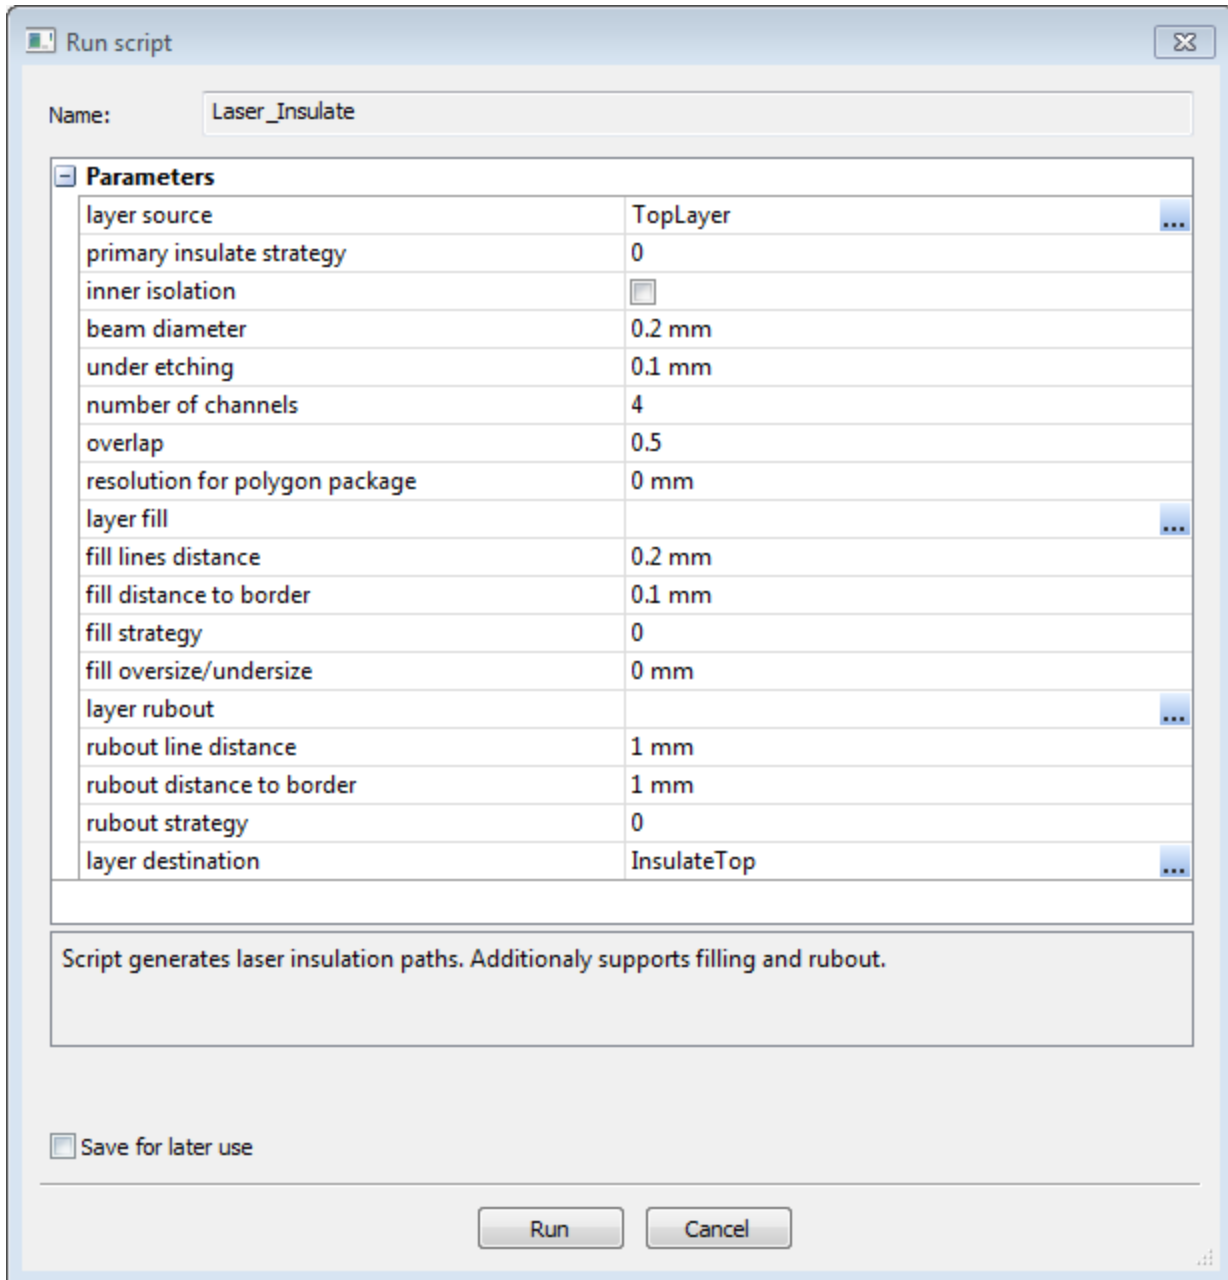 Run script
Name: Laser_Insulate
Parameters
layer source TopLayer ...
primary insulate strategy 0
inner isolation
beam diameter 0.2 mm
under etching 0.1 mm
number of channels 4
overlap 0.5
resolution for polygon package 0 mm
layer fill ...
fill lines distance 0.2 mm
fill distance to border 0.1 mm
fill strategy 0
fill oversize/undersize 0 mm
layer rubout ...
rubout line distance 1 mm
rubout distance to border 1 mm
rubout strategy 0
layer destination InsulateTop ...
Script generates laser insulation paths. Additionaly supports filling and rubout.
Save for later use
Run Cancel